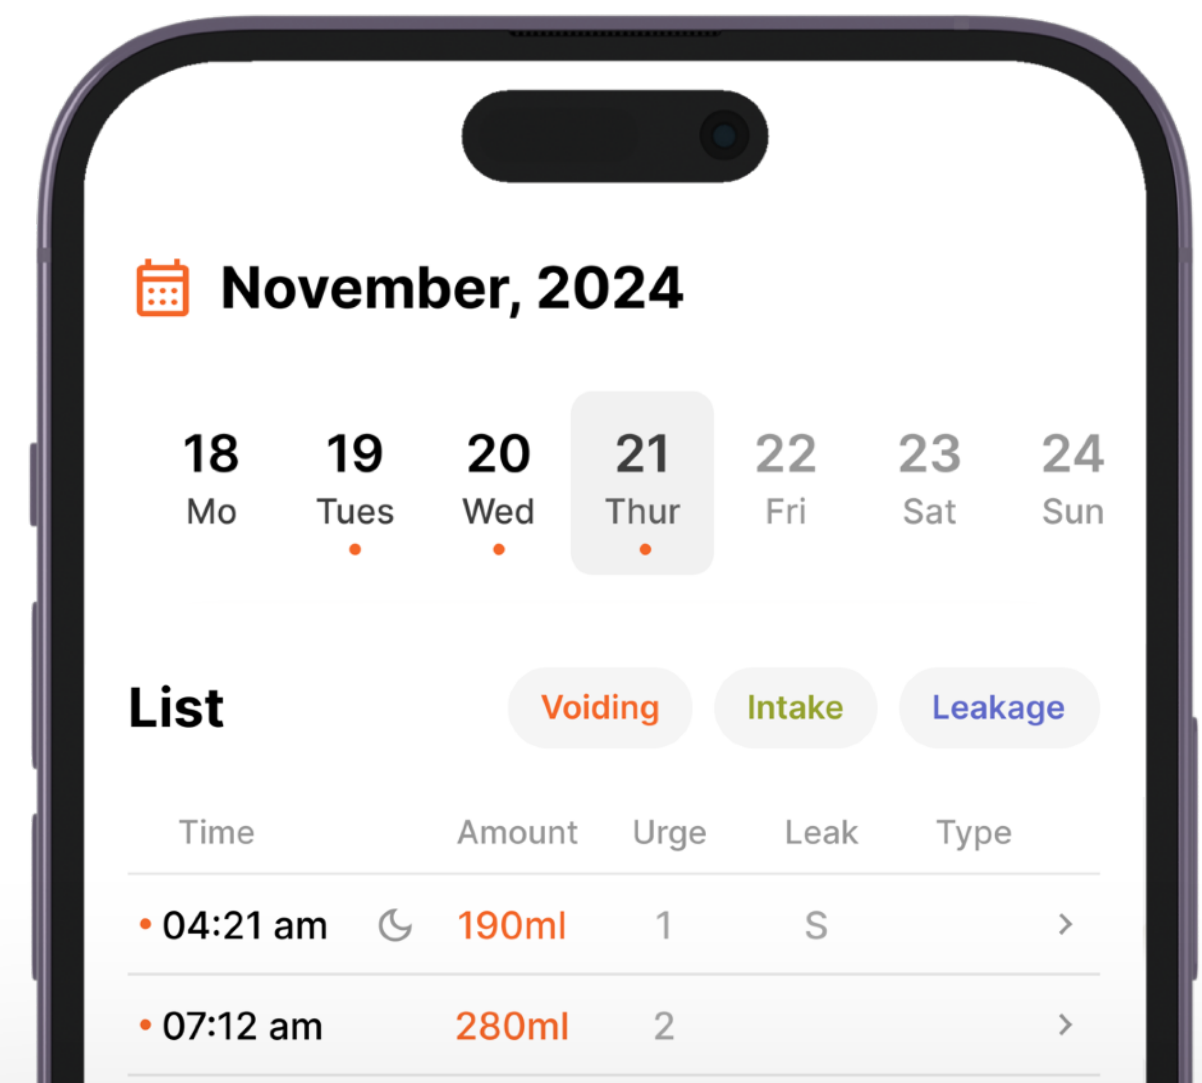 November, 2024
18 19 20 21 22 23 24
Mo Tues Wed Thur Fri Sat Sun
List Voiding Intake Leakage
Time Amount Urge Leak Type
04:21 am 190ml 1 S
07:12 am 280ml 2